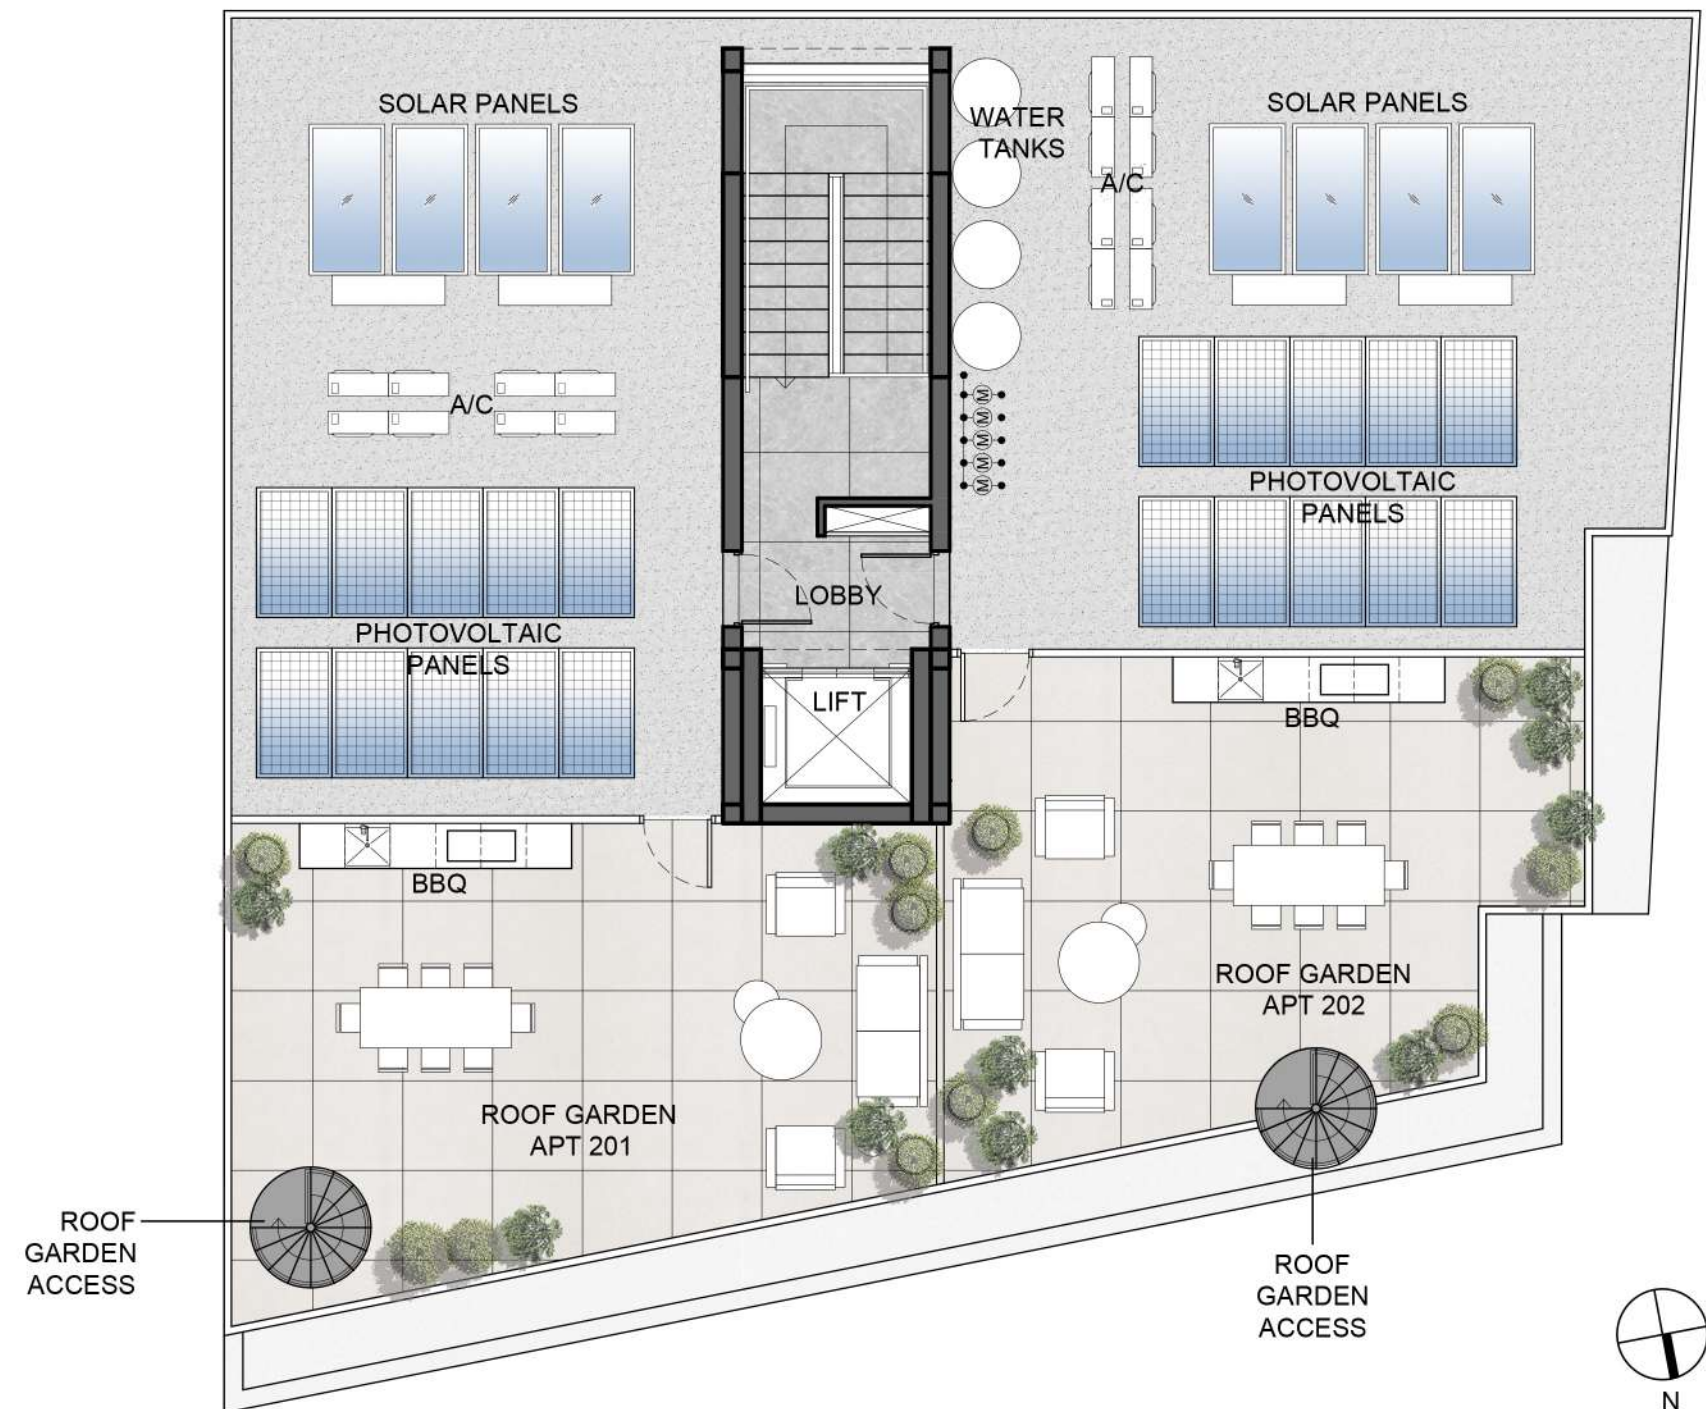 SOLAR PANELS
SOLAR PANELS
WATER
TANKS
A/C
A/C
M
M
M
M
M
PHOTOVOLTAIC
PANELS
LOBBY
PHOTOVOLTAIC
PANELS
LIFT
BBQ
BBQ
ROOF GARDEN
APT 202
ROOF GARDEN
APT 201
ROOF
GARDEN
ACCESS
ROOF
GARDEN
ACCESS
N